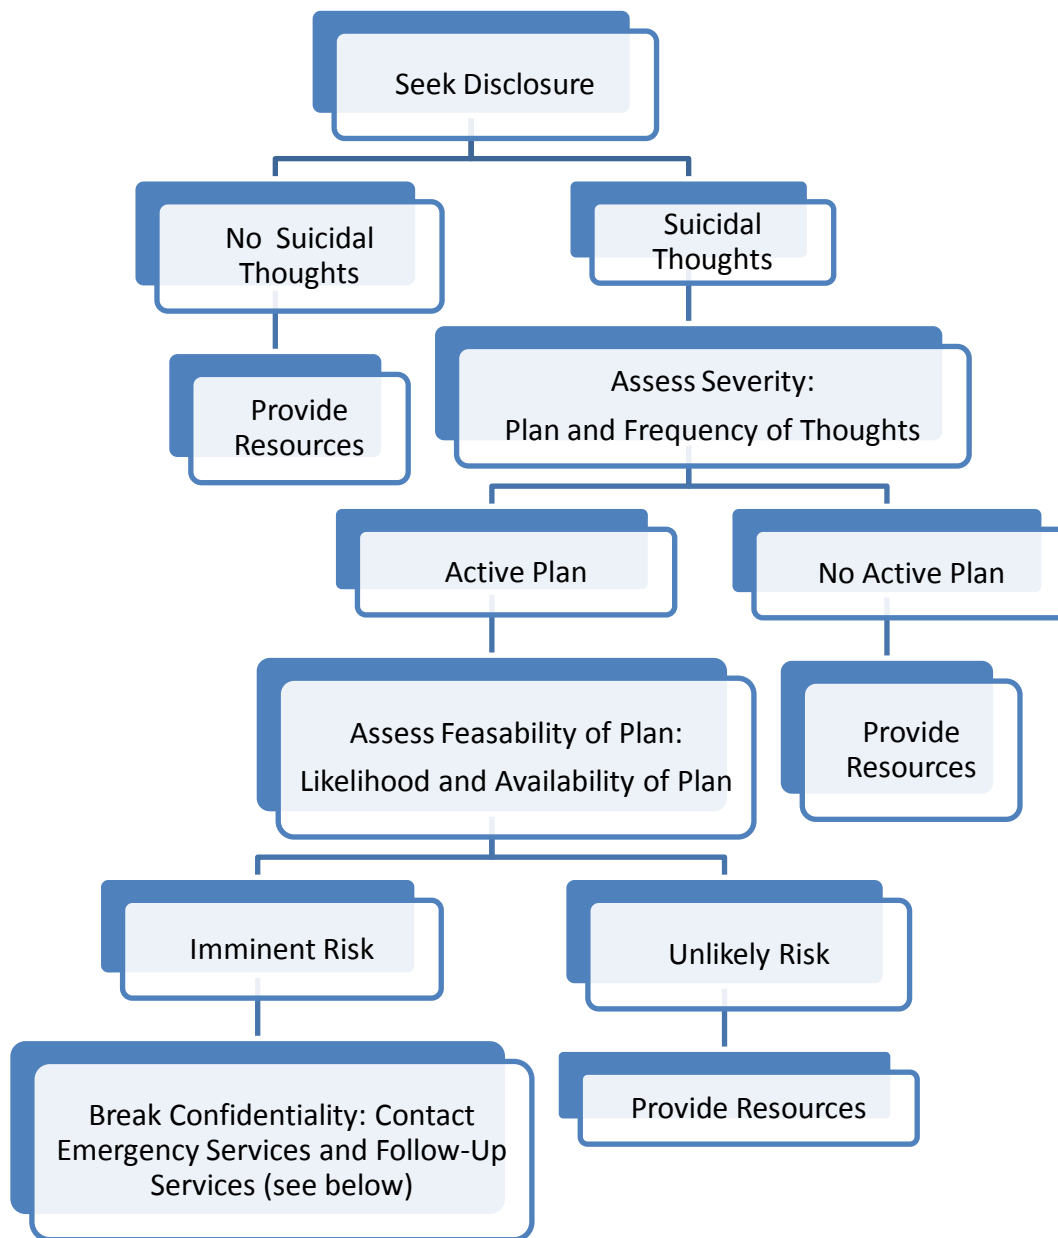 Seek Disclosure
No Suicidal
Thoughts
Suicidal
Thoughts
Provide
Resources
Assess Severity:
Plan and Frequency of Thoughts
Active Plan
No Active Plan
Assess Feasability of Plan:
Likelihood and Availability of Plan
Provide
Resources
Imminent Risk
Unlikely Risk
Break Confidentiality: Contact
Emergency Services and Follow-Up
Services (see below)
Provide Resources